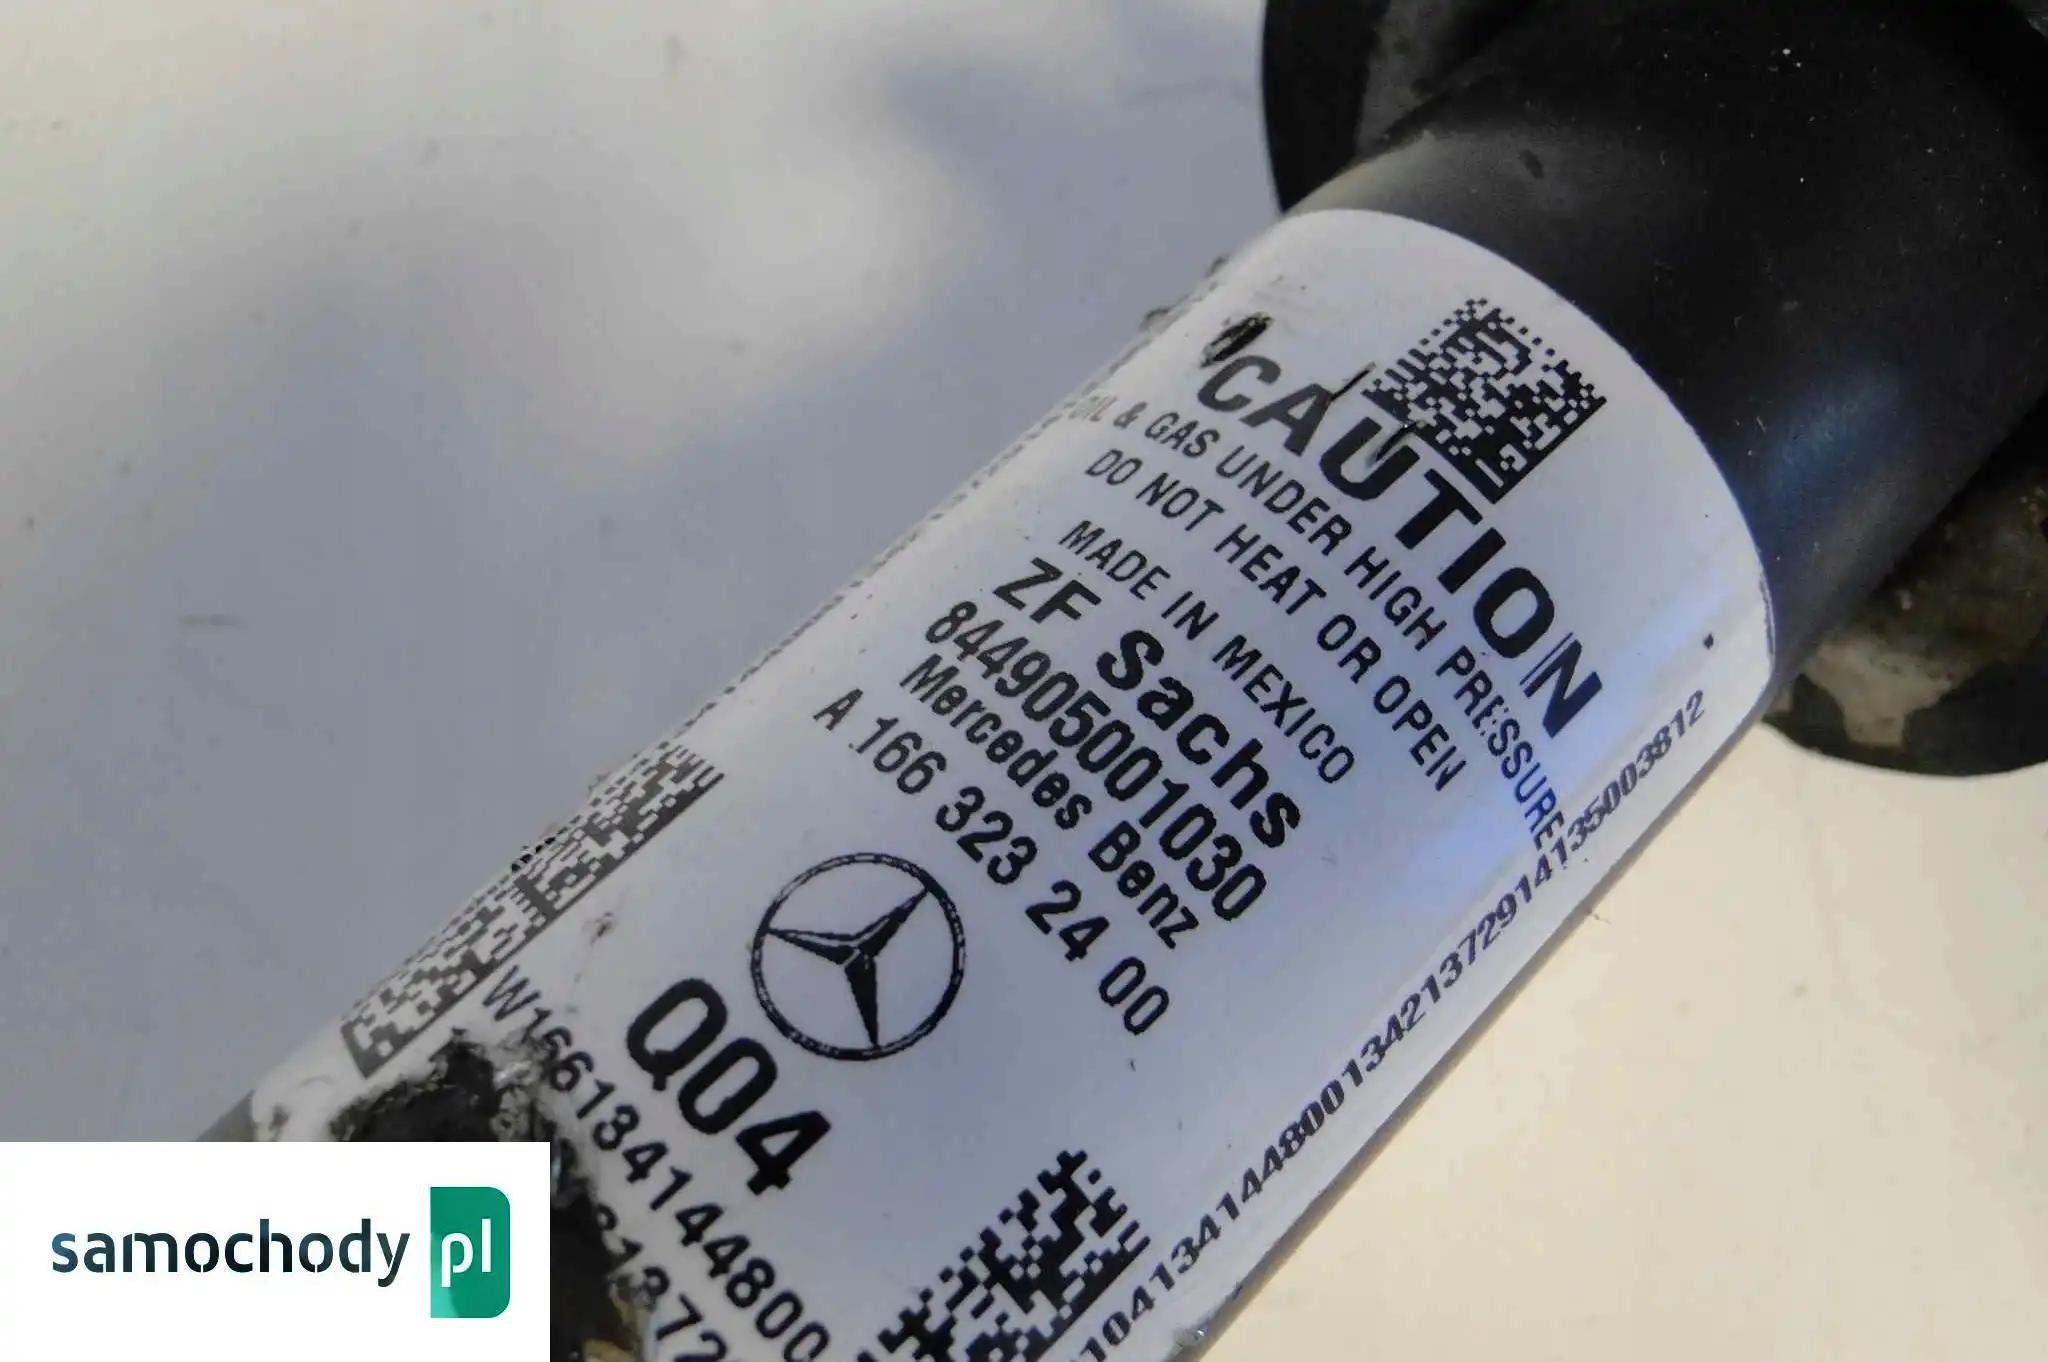 CAUTION
OIL & GAS UNDER HIGH PRESSURE
DO NOT HEAT OR OPEN
MADE IN MEXICO
ZF Sachs
844905001030
Mercedes Benz
A 166 323 24 00
Q04
W166134144800
samochody pl